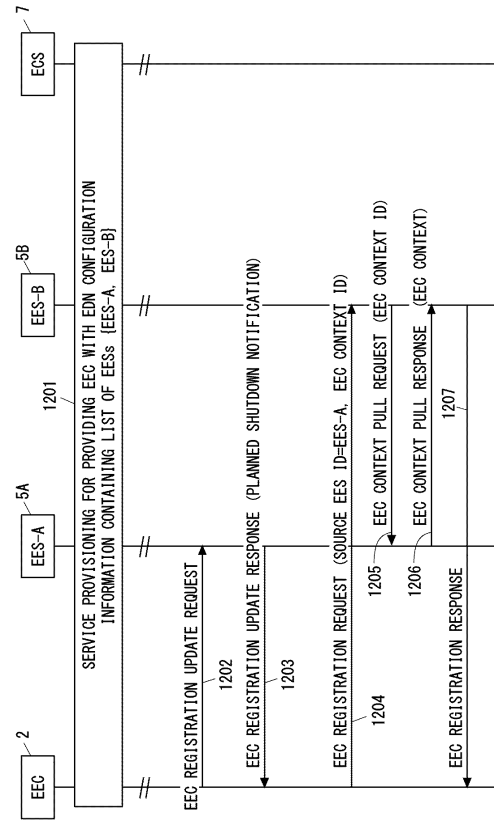 2
EEC
5A
EES-A
5B
EES-B
7
ECS
1201
SERVICE PROVISIONING FOR PROVIDING EEC WITH EDN CONFIGURATION
INFORMATION CONTAINING LIST OF EESs {EES-A, EES-B}
EEC REGISTRATION UPDATE REQUEST
1202
EEC REGISTRATION UPDATE RESPONSE (PLANNED SHUTDOWN NOTIFICATION)
1203
EEC REGISTRATION REQUEST (SOURCE EES ID=EES-A, EEC CONTEXT ID)
1204
EEC CONTEXT PULL REQUEST (EEC CONTEXT ID)
1205
EEC CONTEXT PULL RESPONSE (EEC CONTEXT)
1206
EEC REGISTRATION RESPONSE
1207